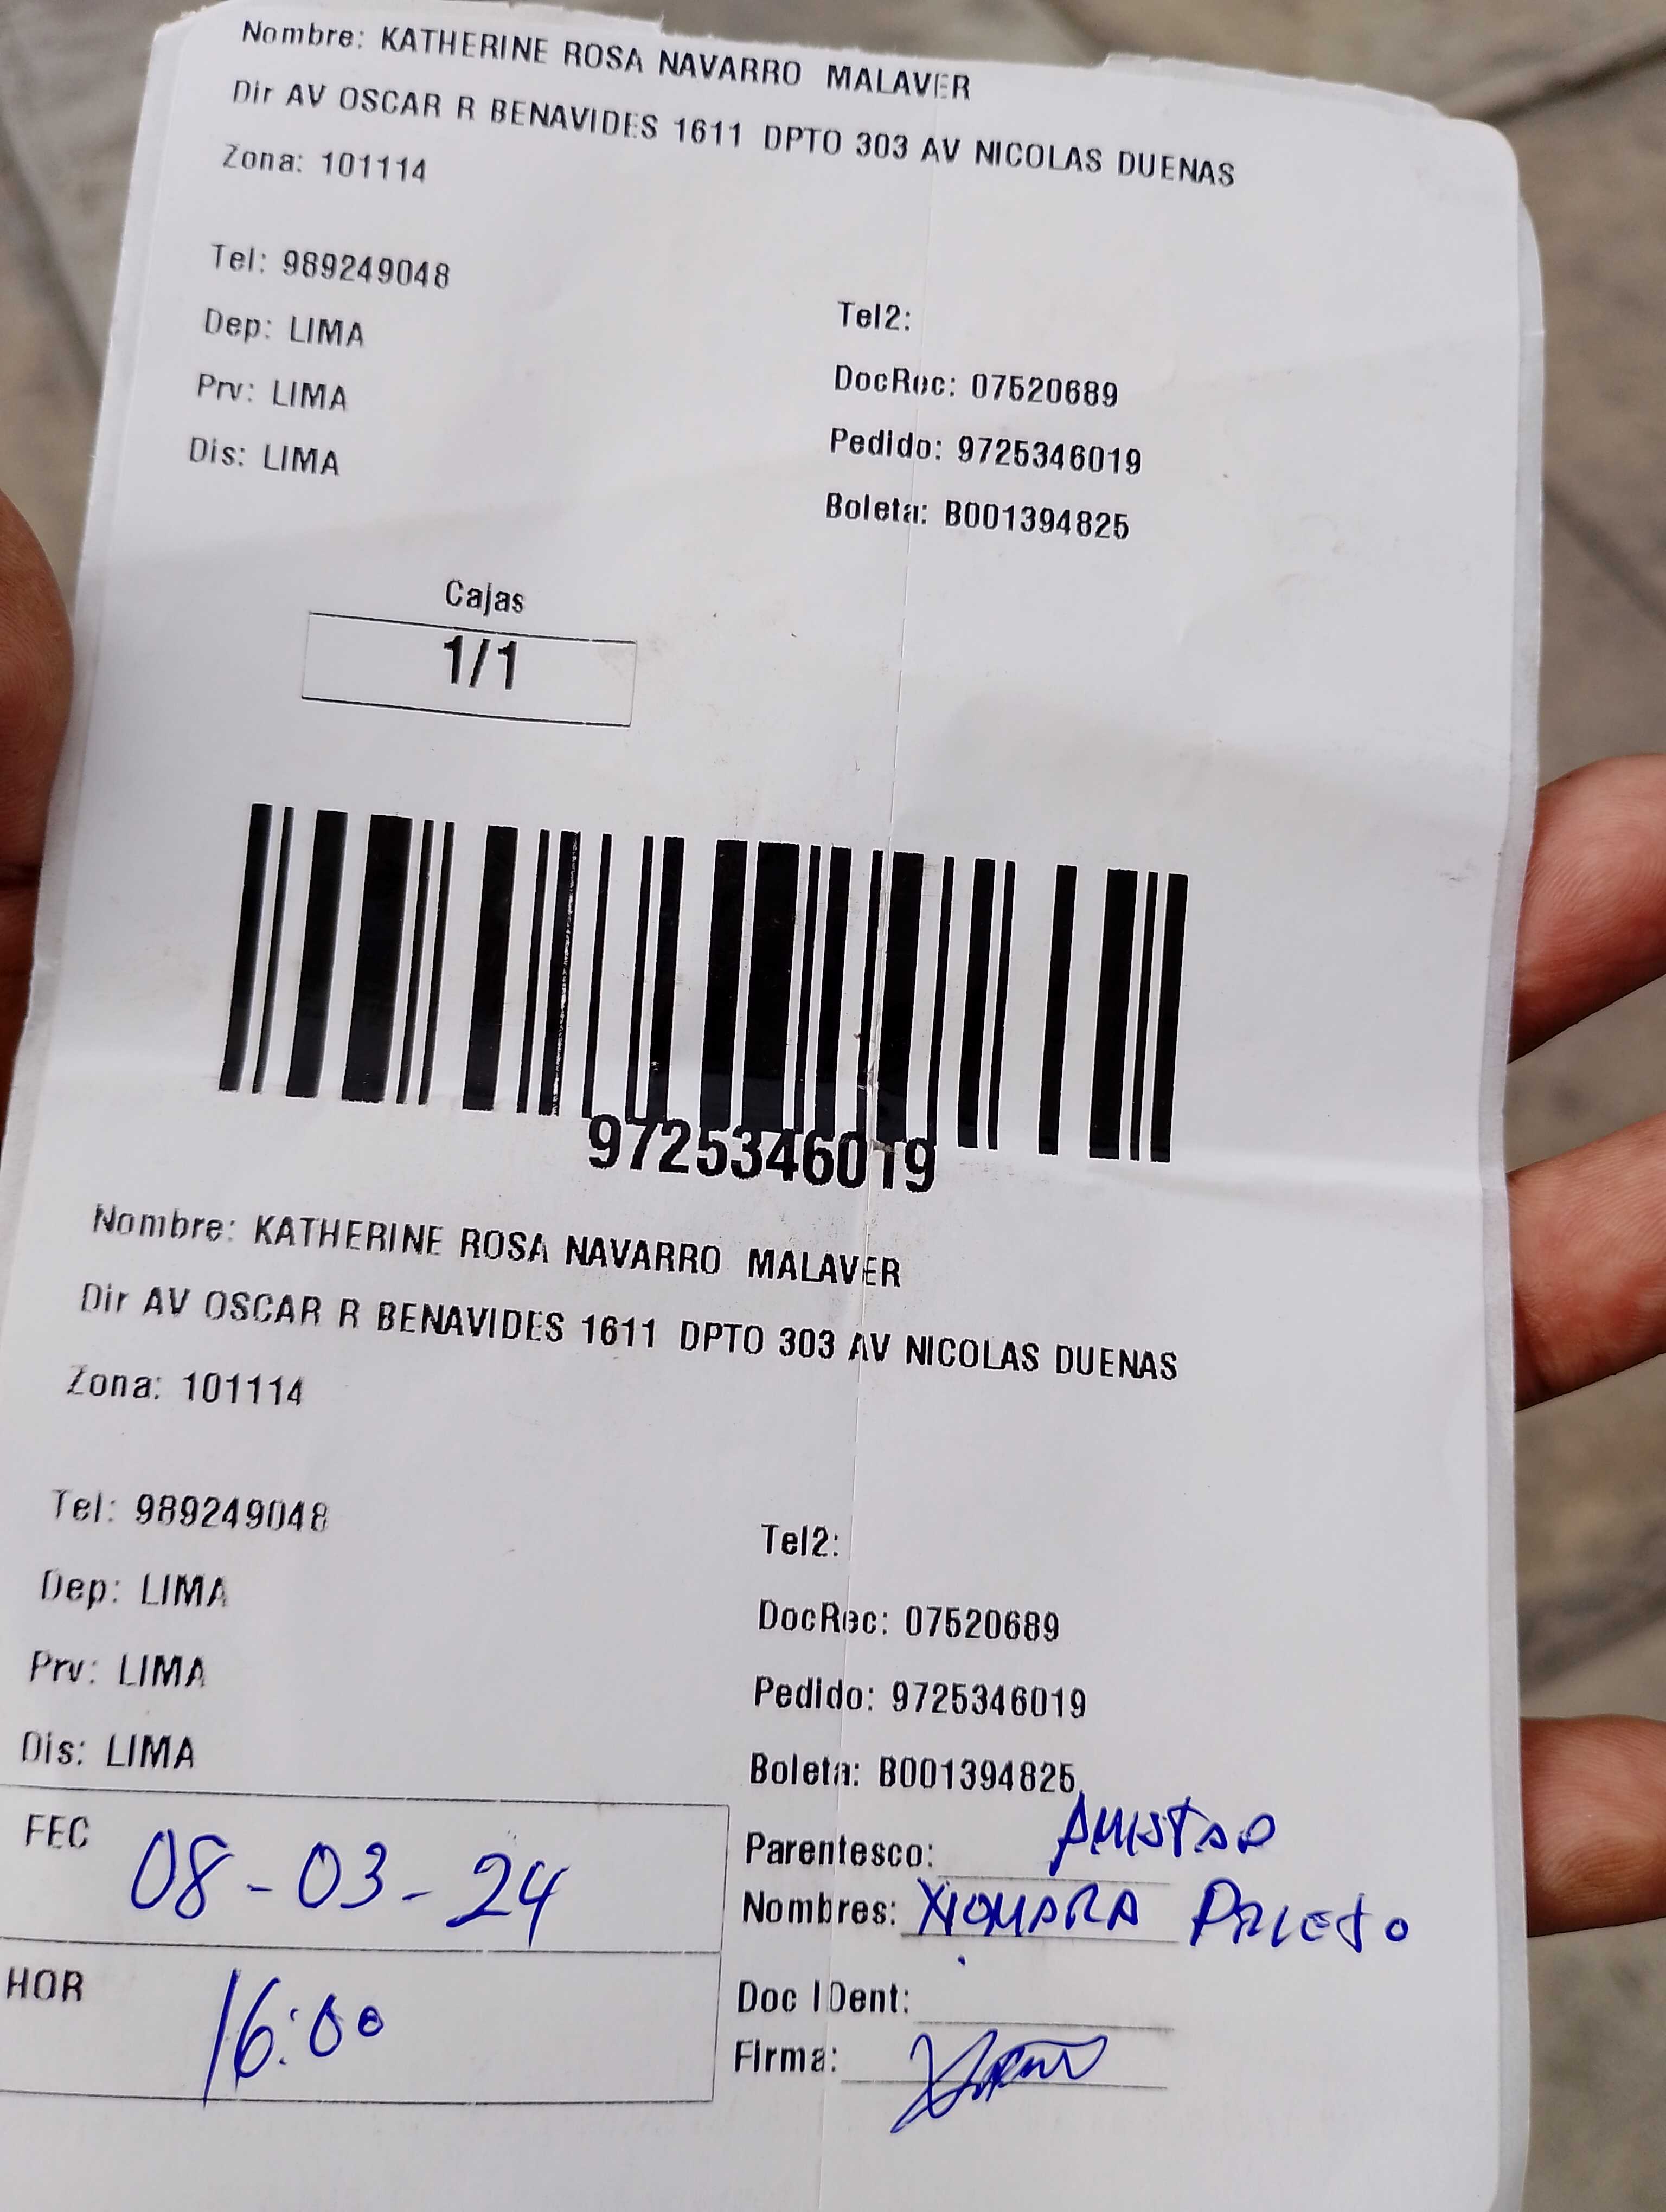 Nombre: KATHERINE ROSA NAVARRO MALAVER
Dir AV OSCAR R BENAVIDES 1611 DPTO 303 AV NICOLAS DUENAS
Zona: 101114
Tel: 989249048
Tel2:
Dep: LIMA
DocRec: 07520689
Prv: LIMA
Pedido: 9725346019
Dis: LIMA
Boleta: B001394825
Cajas
1/1
9725346019
Nombre: KATHERINE ROSA NAVARRO MALAVER
Dir AV OSCAR R BENAVIDES 1611 DPTO 303 AV NICOLAS DUENAS
Zona: 101114
Tel: 989249048
Tel2:
Dep: LIMA
DocRec: 07520689
Prv: LIMA
Pedido: 9725346019
Dis: LIMA
Boleta: B001394825
FEC 08-03-24
Parentesco: AMISTAD
Nombres: XIOMARA PRIETO
HOR 16:00
Doc IDent:
Firma: